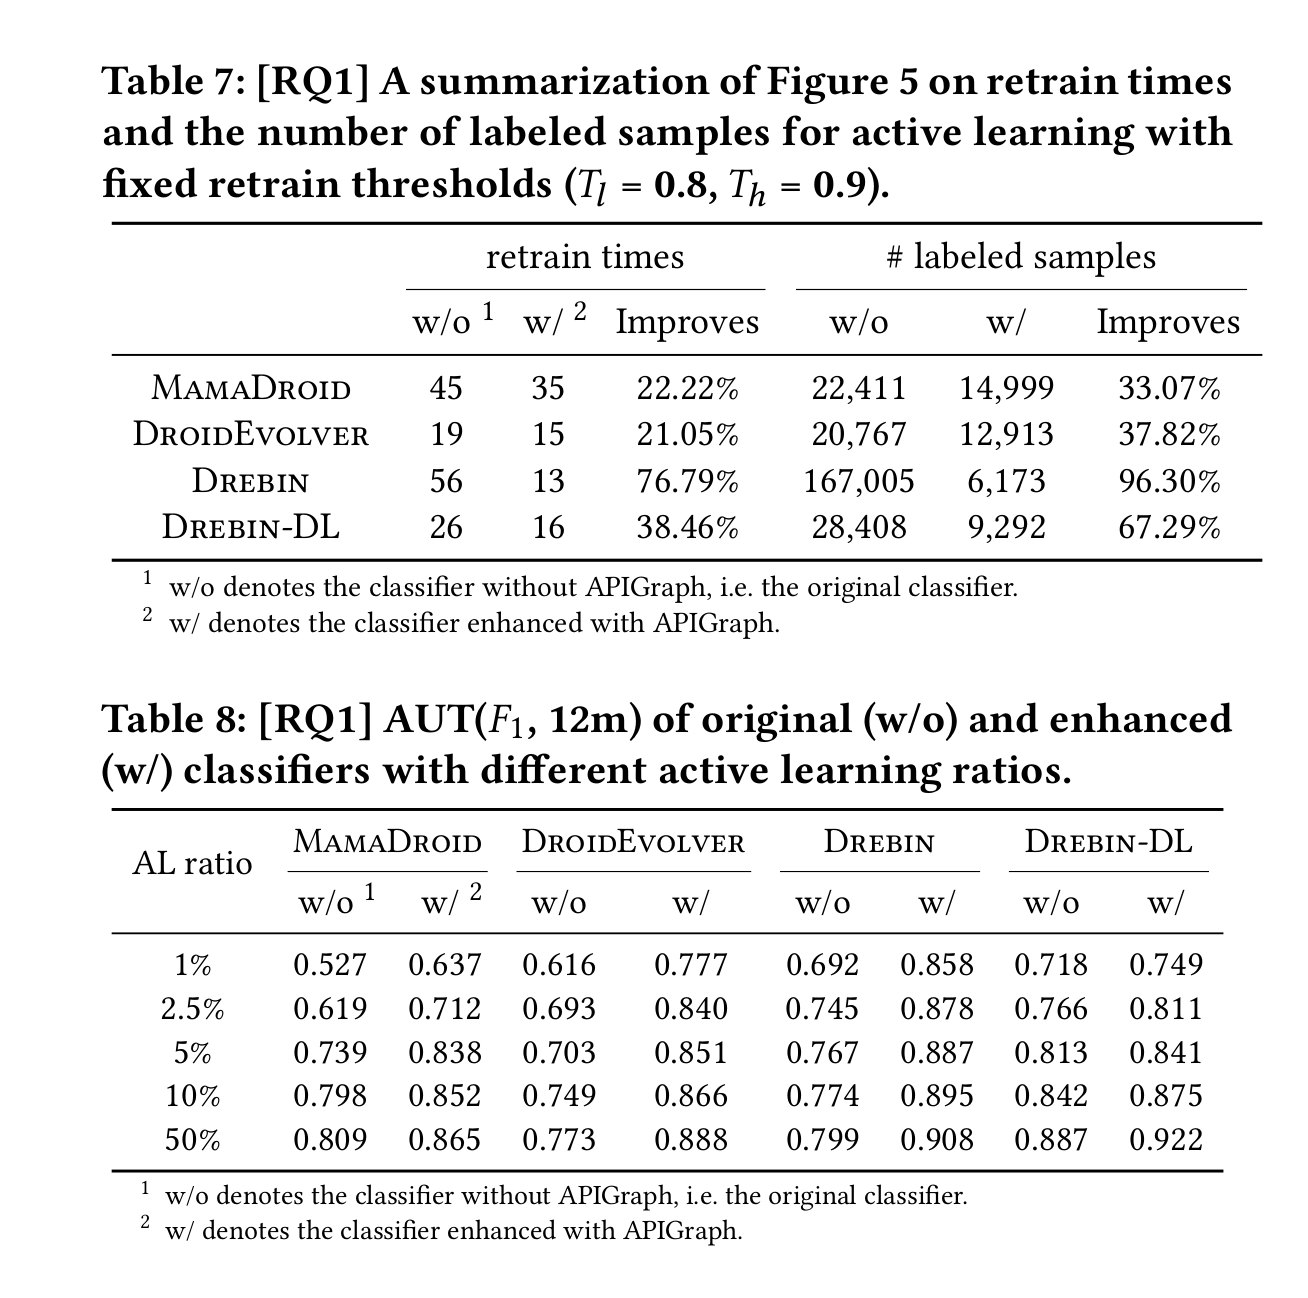 Table 7: [RQ1] A summarization of Figure 5 on retrain times
and the number of labeled samples for active learning with
fixed retrain thresholds (Tl = 0.8, Th = 0.9).
retrain times # labeled samples
w/o 1 w/ 2 Improves w/o w/ Improves
MamaDroid 45 35 22.22% 22,411 14,999 33.07%
DroidEvolver 19 15 21.05% 20,767 12,913 37.82%
Drebin 56 13 76.79% 167,005 6,173 96.30%
Drebin-DL 26 16 38.46% 28,408 9,292 67.29%
1 w/o denotes the classifier without APIGraph, i.e. the original classifier.
2 w/ denotes the classifier enhanced with APIGraph.
Table 8: [RQ1] AUT(F1, 12m) of original (w/o) and enhanced
(w/) classifiers with different active learning ratios.
AL ratio MamaDroid DroidEvolver Drebin Drebin-DL
w/o 1 w/ 2 w/o w/ w/o w/ w/o w/
1% 0.527 0.637 0.616 0.777 0.692 0.858 0.718 0.749
2.5% 0.619 0.712 0.693 0.840 0.745 0.878 0.766 0.811
5% 0.739 0.838 0.703 0.851 0.767 0.887 0.813 0.841
10% 0.798 0.852 0.749 0.866 0.774 0.895 0.842 0.875
50% 0.809 0.865 0.773 0.888 0.799 0.908 0.887 0.922
1 w/o denotes the classifier without APIGraph, i.e. the original classifier.
2 w/ denotes the classifier enhanced with APIGraph.